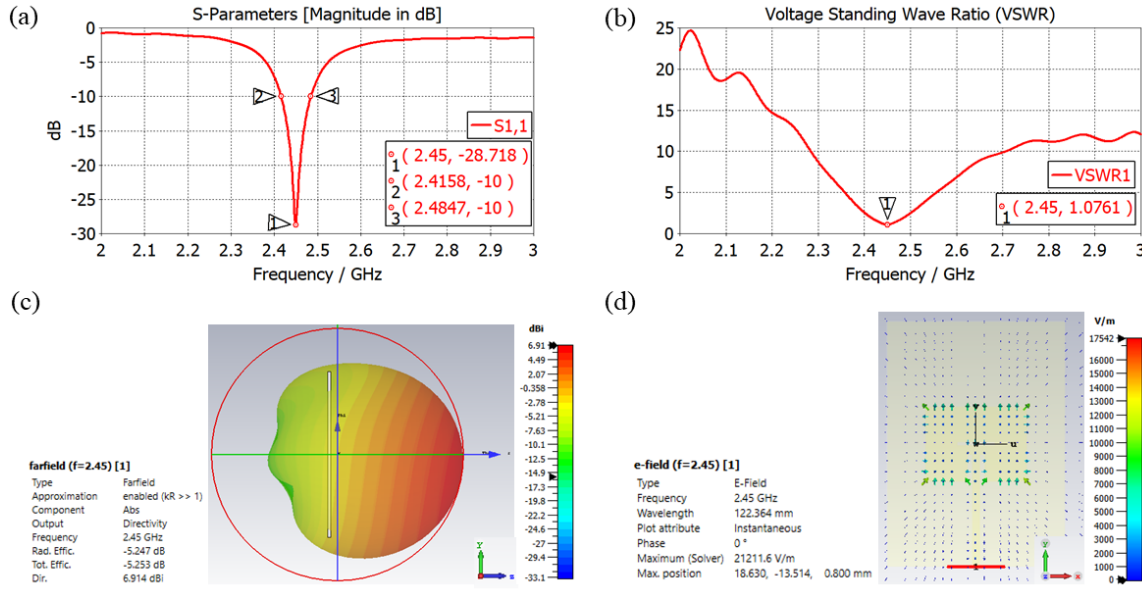 (a)
S-Parameters [Magnitude in dB]
0
-5
-10
-15
-20
-25
-30
dB
2 2.1 2.2 2.3 2.4 2.5 2.6 2.7 2.8 2.9 3
Frequency / GHz
2
3
1
S1,1
1 ( 2.45, -28.718 )
2 ( 2.4158, -10 )
3 ( 2.4847, -10 )
(b)
Voltage Standing Wave Ratio (VSWR)
25
20
15
10
5
0
2 2.1 2.2 2.3 2.4 2.5 2.6 2.7 2.8 2.9 3
Frequency / GHz
1
VSWR1
1 ( 2.45, 1.0761 )
(c)
dBi
6.91
4.49
2.07
-0.358
-2.78
-5.21
-7.63
-10.1
-12.5
-14.9
-17.3
-19.8
-22.2
-24.6
-27
-29.4
-33.1
farfield (f=2.45) [1]
Type Farfield
Approximation enabled (kR >> 1)
Component Abs
Output Directivity
Frequency 2.45 GHz
Rad. Effic. -5.247 dB
Tot. Effic. -5.253 dB
Dir. 6.914 dBi
Y
z
(d)
V/m
17542
16000
14000
13000
12000
11000
10000
9000
8000
7000
6000
5000
4000
3000
2000
1000
0
u
e-field (f=2.45) [1]
Type E-Field
Frequency 2.45 GHz
Wavelength 122.364 mm
Plot attribute Instantaneous
Phase 0 °
Maximum (Solver) 21211.6 V/m
Max. position 18.630, -13.514, 0.800 mm
Y
z
x